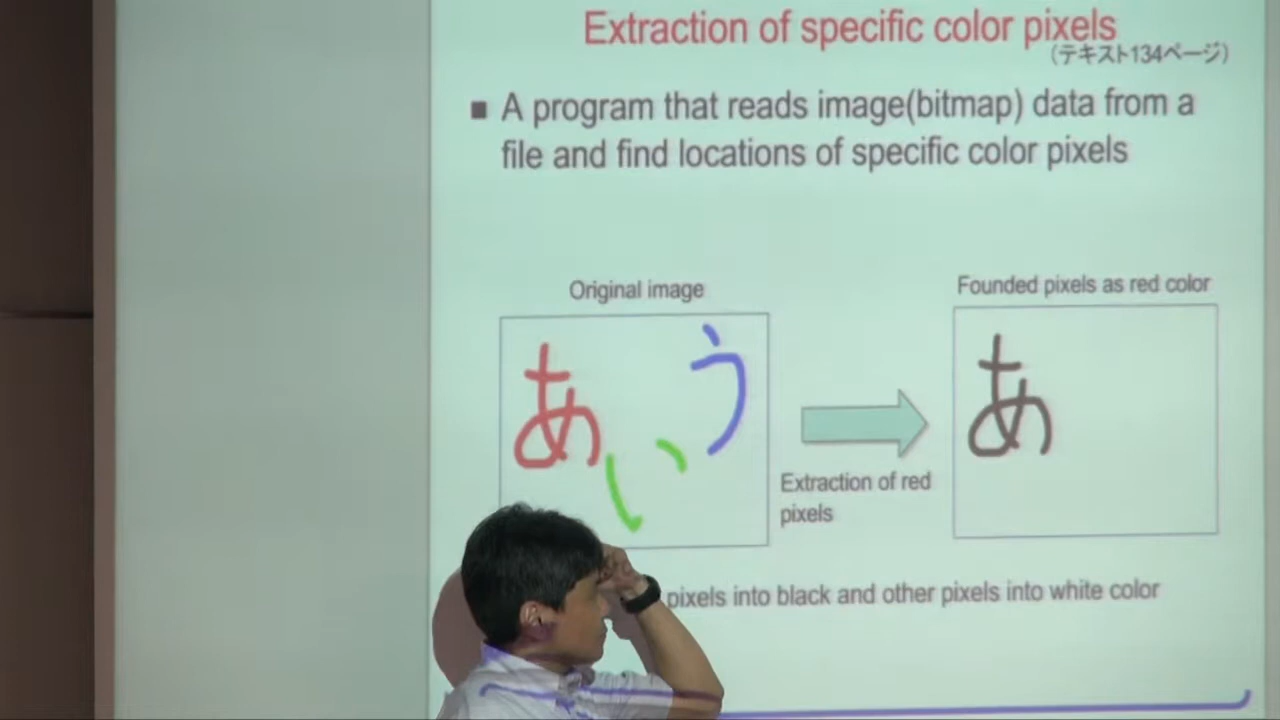 Extraction of specific color pixels
(テキスト134ページ)
■ A program that reads image(bitmap) data from a
file and find locations of specific color pixels
Original image
Founded pixels as red color
あ
い
う
Extraction of red
pixels
あ
pixels into black and other pixels into white color